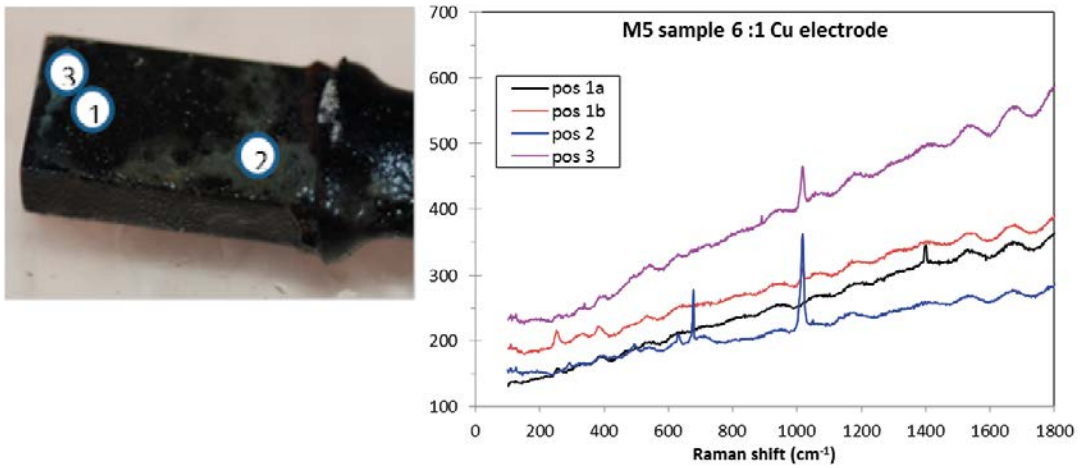 3
1
2
M5 sample 6 :1 Cu electrode
pos 1a
pos 1b
pos 2
pos 3
700
600
500
400
300
200
100
0 200 400 600 800 1000 1200 1400 1600 1800
Raman shift (cm⁻¹)